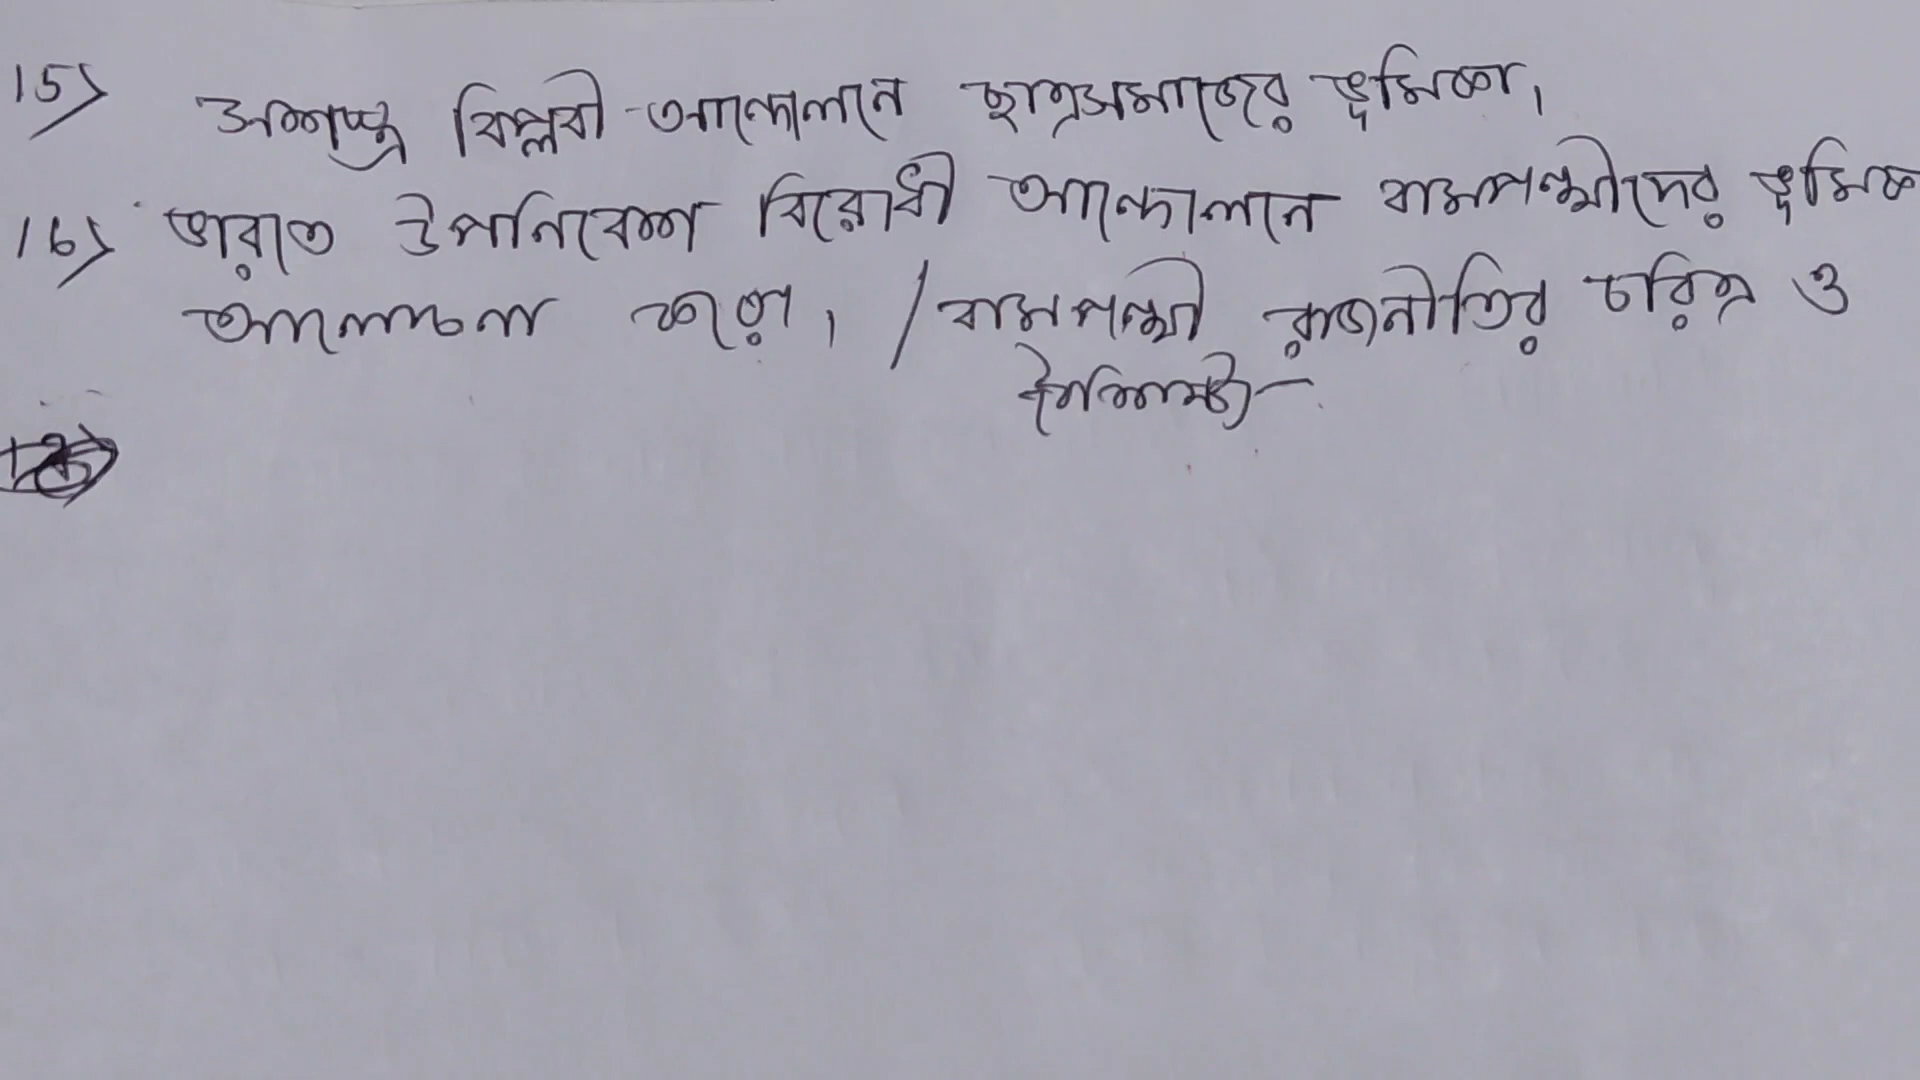 15) সশস্ত্র বিপ্লবী আন্দোলনে ছাত্রসমাজের ভূমিকা।
16) ভারতে উপনিবেশ বিরোধী আন্দোলনে বামপন্থীদের ভূমিকা
আলোচনা করো। / বামপন্থী রাজনীতির চরিত্র ও
বৈশিষ্ট্য-